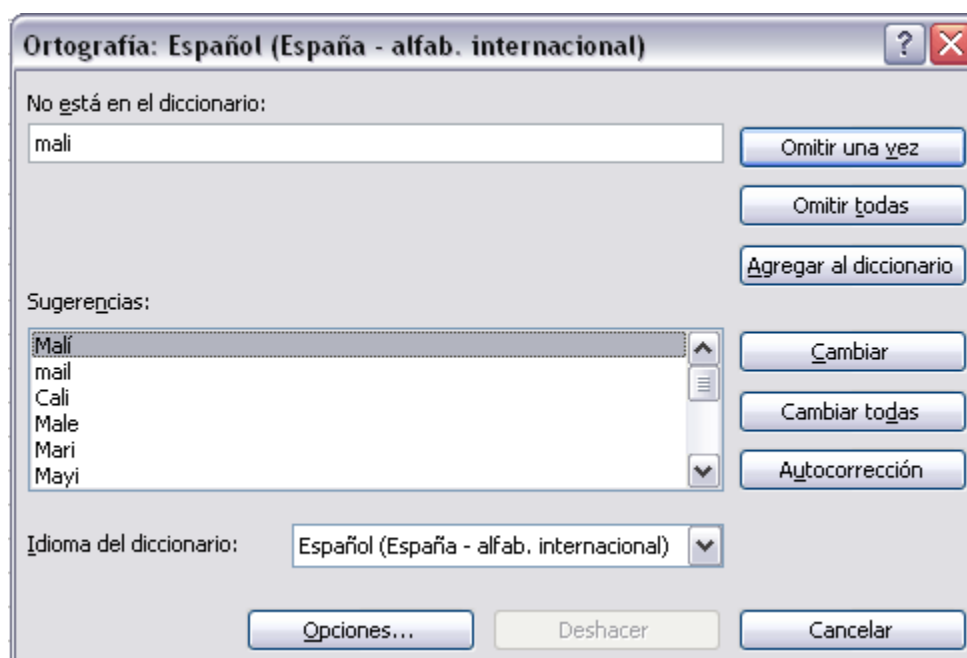 Ortografía: Español (España - alfab. internacional)
No está en el diccionario:
mali
Omitir una vez
Omitir todas
Agregar al diccionario
Sugerencias:
Malí
mail
Cali
Male
Mari
Mayi
Cambiar
Cambiar todas
Autocorrección
Idioma del diccionario:
Español (España - alfab. internacional)
Opciones...
Deshacer
Cancelar